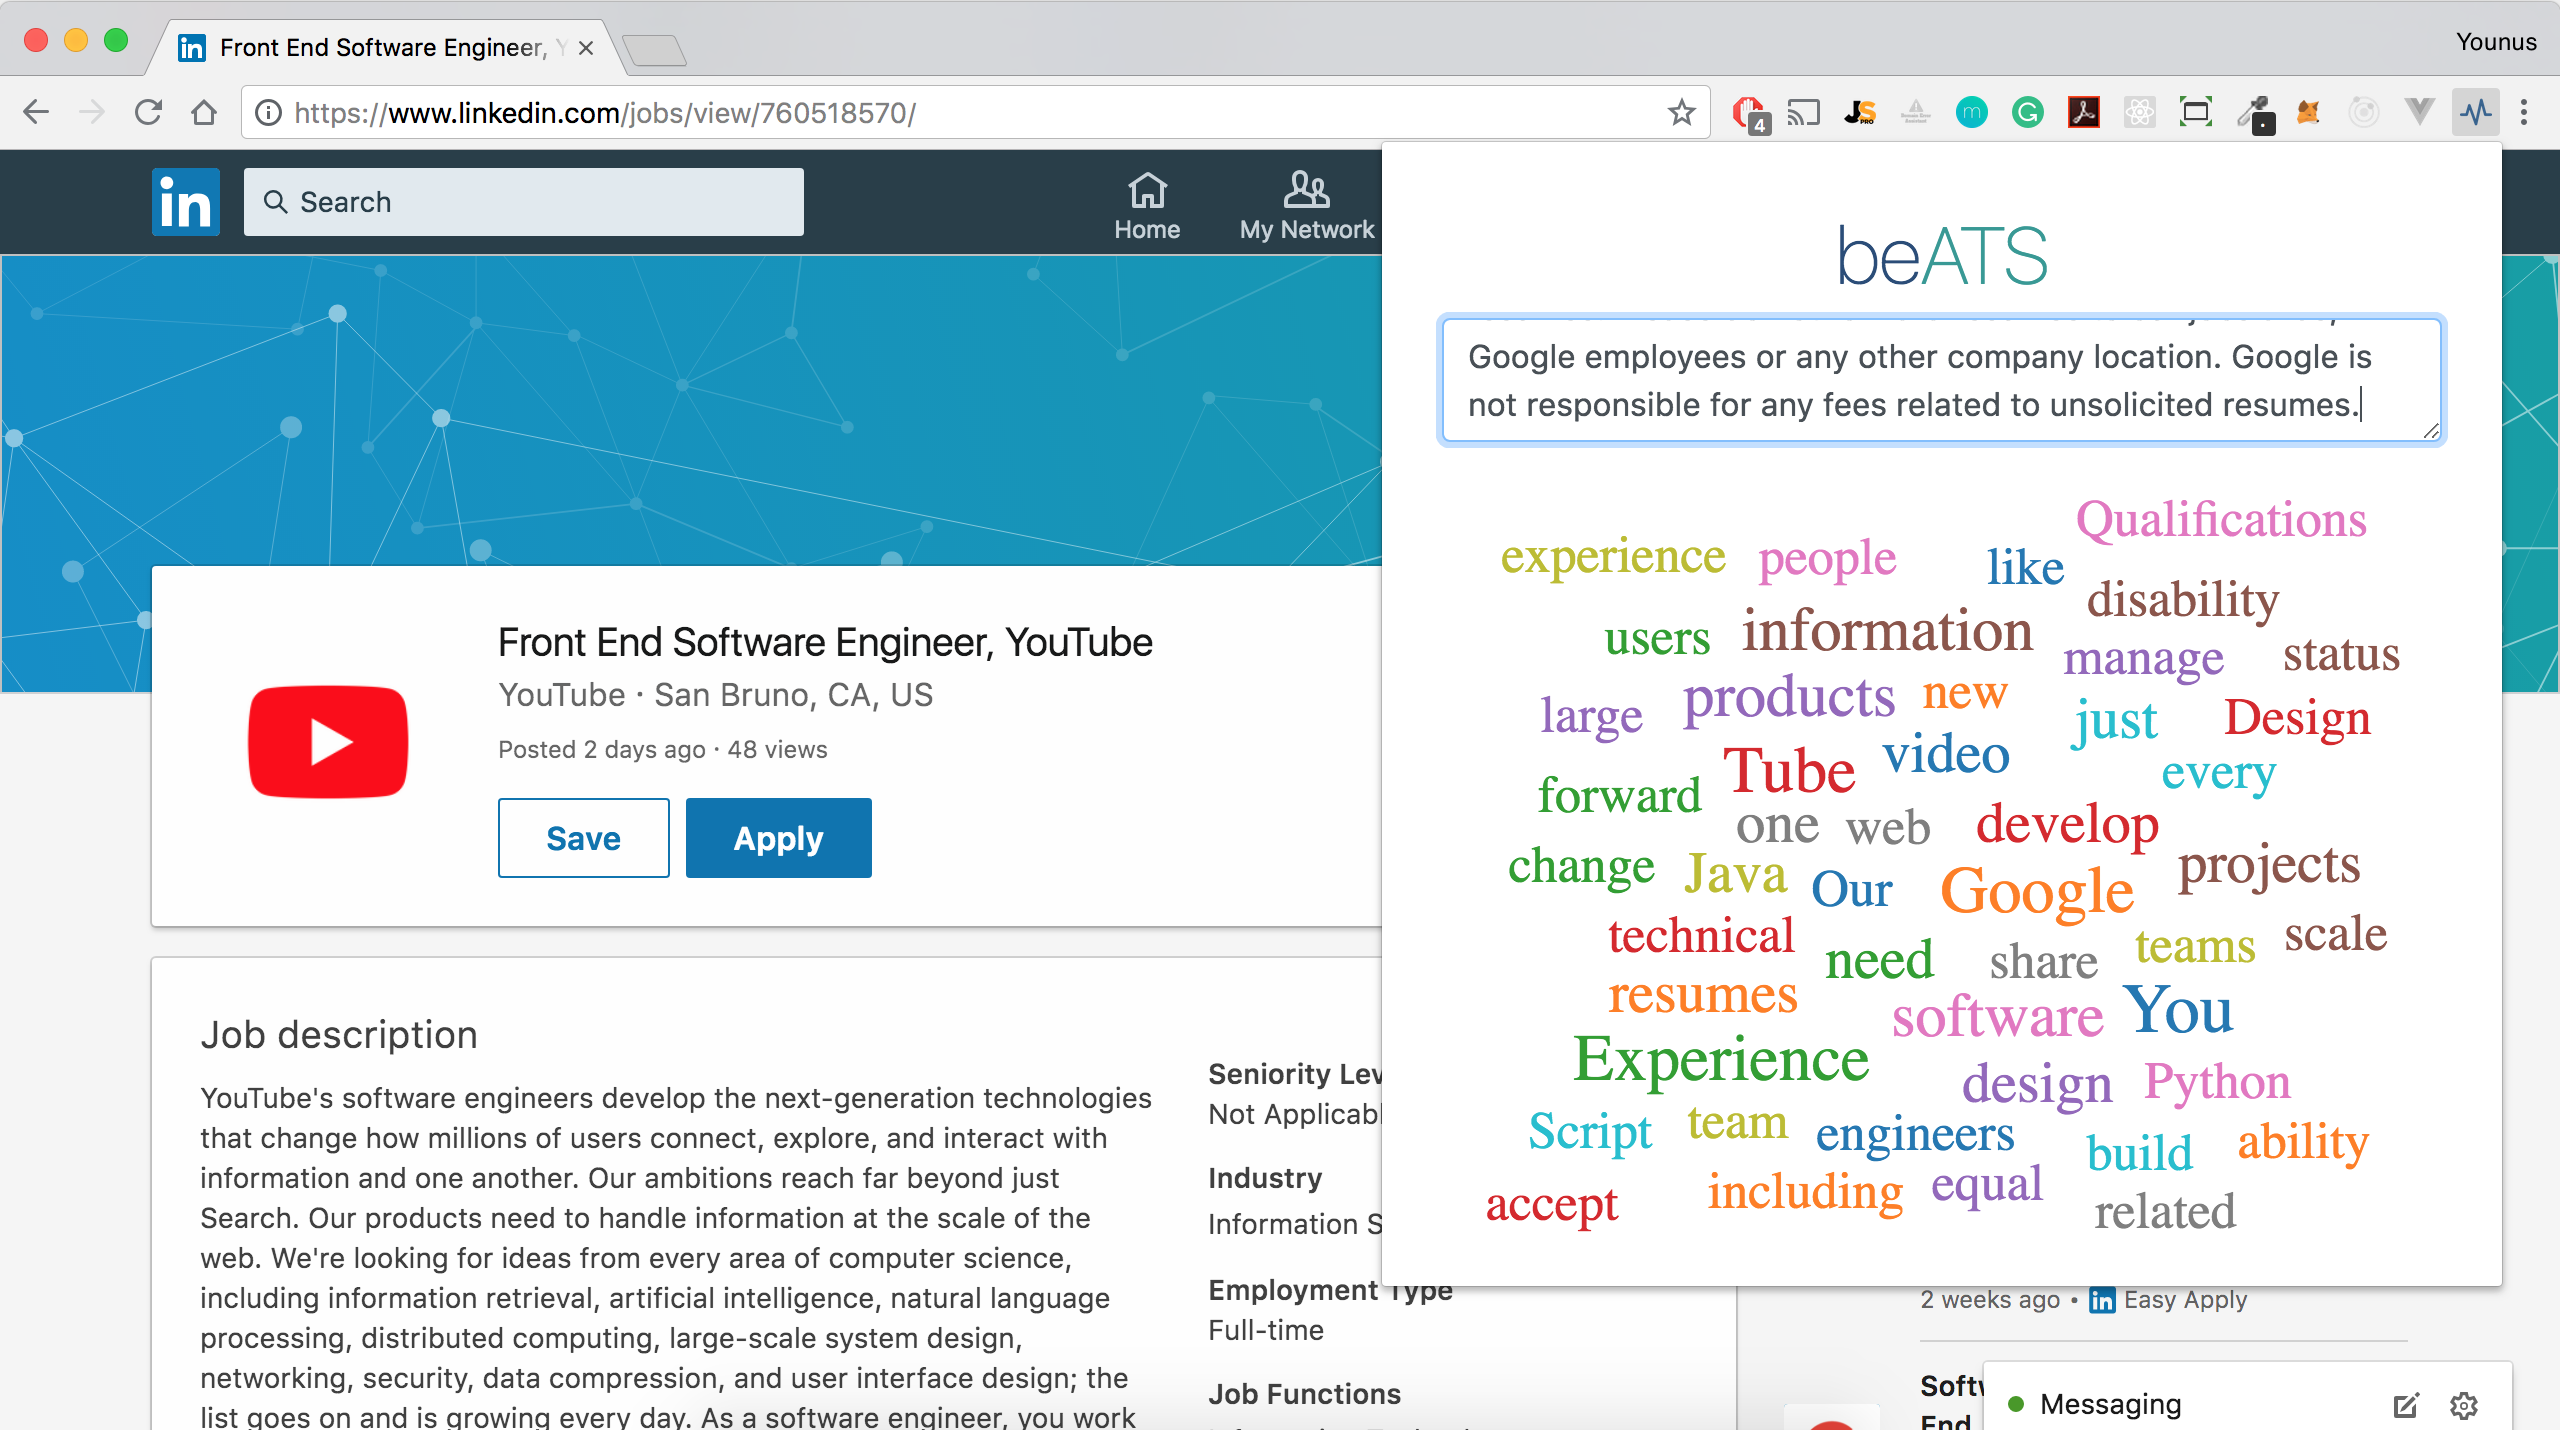 Front End Software Engineer, Y
Younus
https://www.linkedin.com/jobs/view/760518570/
4
in
Search
Home
My Network
beATS
Google employees or any other company location. Google is
not responsible for any fees related to unsolicited resumes.
Qualifications
experience people like
disability
users information
manage status
large products new just Design
Tube video every
forward
one web develop
change Java Our Google projects
technical need share teams scale
resumes software You
Experience
design Python
Script team engineers build ability
accept including equal related
Front End Software Engineer, YouTube
YouTube · San Bruno, CA, US
Posted 2 days ago · 48 views
Save Apply
Job description
YouTube's software engineers develop the next-generation technologies
that change how millions of users connect, explore, and interact with
information and one another. Our ambitions reach far beyond just
Search. Our products need to handle information at the scale of the
web. We're looking for ideas from every area of computer science,
including information retrieval, artificial intelligence, natural language
processing, distributed computing, large-scale system design,
networking, security, data compression, and user interface design; the
list goes on and is growing every day. As a software engineer, you work
Seniority Lev
Not Applicabl
Industry
Information S
Employment Type
Full-time
Job Functions
2 weeks ago • in Easy Apply
Softw
End
Messaging